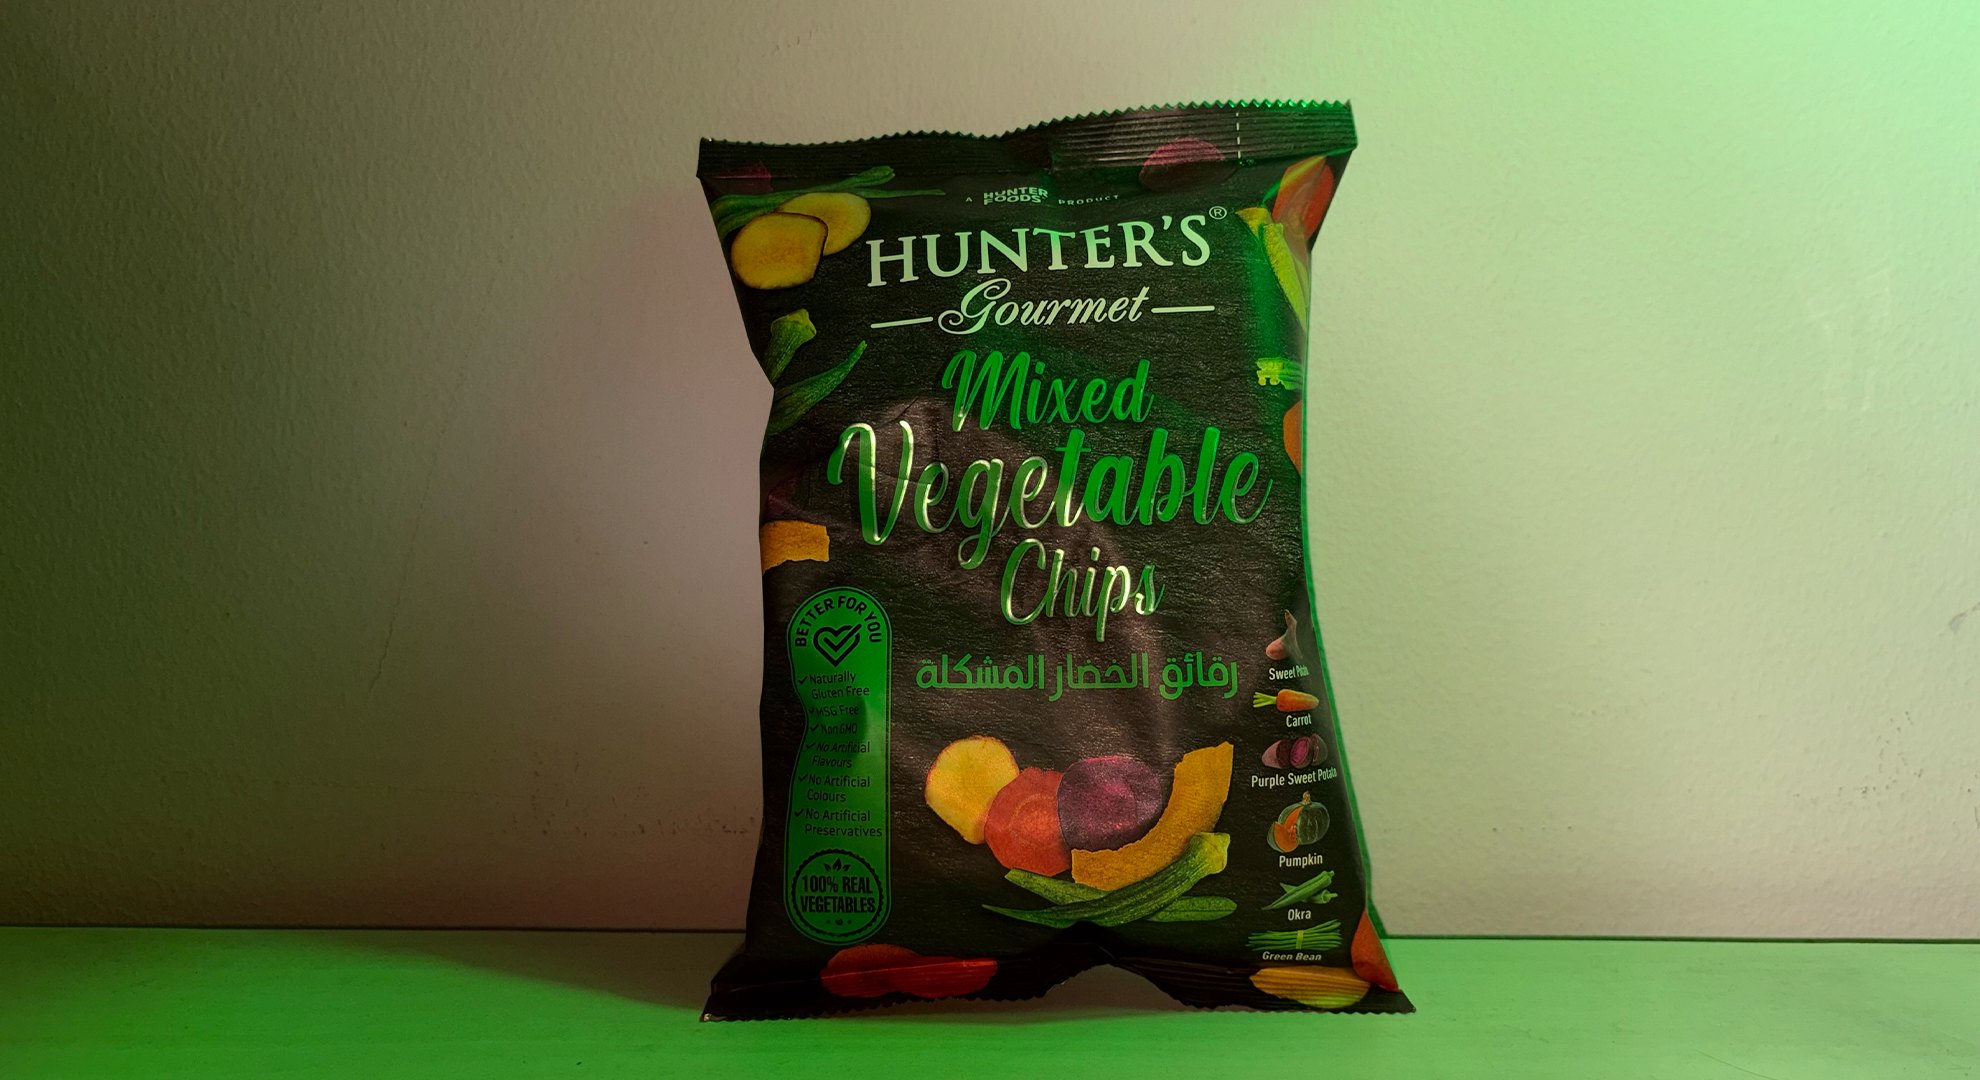 A HUNTER FOODS PRODUCT
HUNTER'S®
Gourmet
Mixed
Vegetable
Chips
رقائق الخضار المشكلة
BETTER FOR YOU
Naturally
Gluten Free
MSG Free
Non GMO
No Artificial
Flavours
No Artificial
Colours
No Artificial
Preservatives
100% REAL
VEGETABLES
Sweet Potato
Carrot
Purple Sweet Potato
Pumpkin
Okra
Green Bean